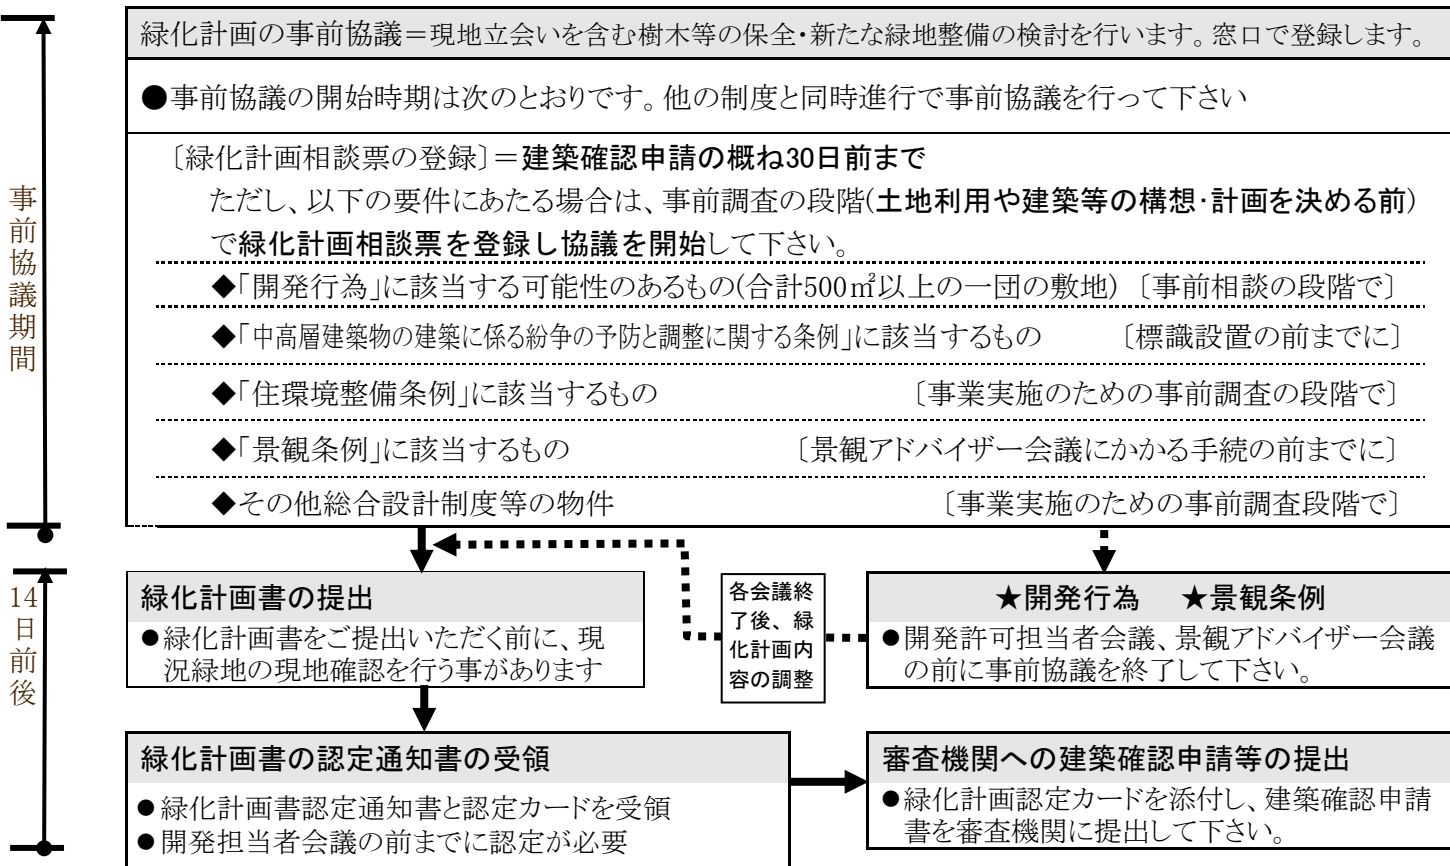 緑化計画の事前協議＝現地立会いを含む樹木等の保全・新たな緑地整備の検討を行います。窓口で登録します。
●事前協議の開始時期は次のとおりです。他の制度と同時進行で事前協議を行って下さい
事前協議期間
〔緑化計画相談票の登録〕＝建築確認申請の概ね30日前まで
ただし、以下の要件にあたる場合は、事前調査の段階(土地利用や建築等の構想・計画を決める前)
で緑化計画相談票を登録し協議を開始して下さい。
◆「開発行為」に該当する可能性のあるもの(合計500㎡以上の一団の敷地)〔事前相談の段階で〕
◆「中高層建築物の建築に係る紛争の予防と調整に関する条例」に該当するもの 〔標識設置の前までに〕
◆「住環境整備条例」に該当するもの 〔事業実施のための事前調査の段階で〕
◆「景観条例」に該当するもの 〔景観アドバイザー会議にかかる手続の前までに〕
◆その他総合設計制度等の物件 〔事業実施のための事前調査段階で〕
14日前後
緑化計画書の提出
●緑化計画書をご提出いただく前に、現
況緑地の現地確認を行う事があります
各会議終
了後、緑
化計画内
容の調整
★開発行為 ★景観条例
●開発許可担当者会議、景観アドバイザー会議
の前に事前協議を終了して下さい。
緑化計画書の認定通知書の受領
●緑化計画書認定通知書と認定カードを受領
●開発担当者会議の前までに認定が必要
審査機関への建築確認申請等の提出
●緑化計画認定カードを添付し、建築確認申請
書を審査機関に提出して下さい。